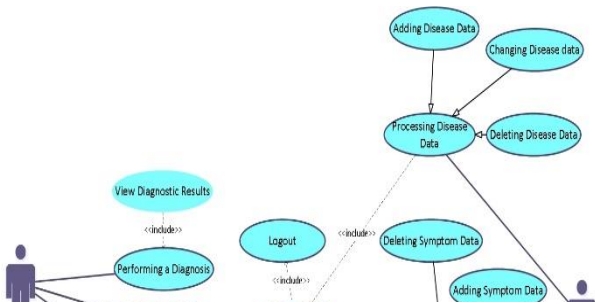 Adding Disease Data
Changing Disease data
Processing Disease
Data
Deleting Disease Data
View Diagnostic Results
<<include>>
<<include>>
Logout
Deleting Symptom Data
Performing a Diagnosis
<<include>>
Adding Symptom Data